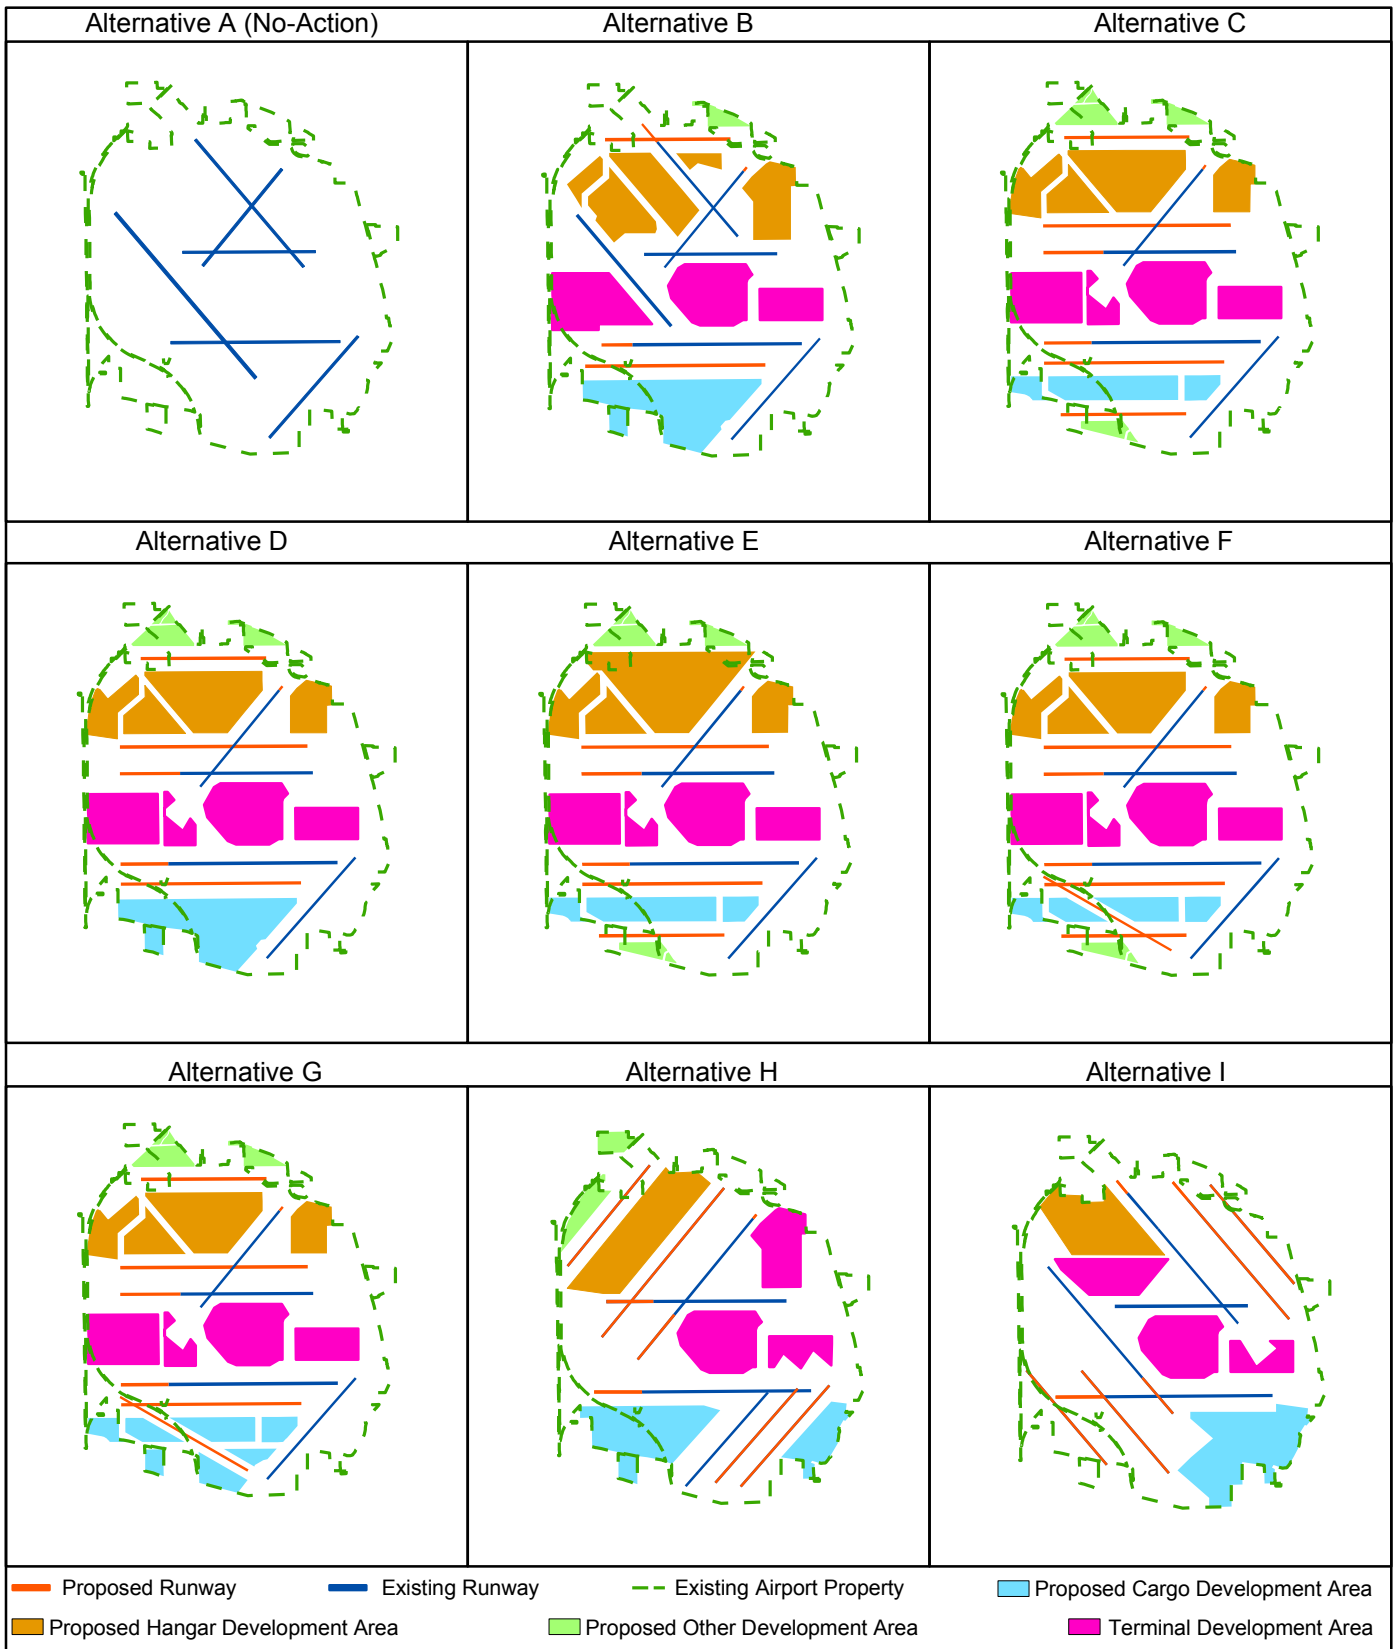 Alternative A (No-Action) Alternative B Alternative C
Alternative D Alternative E Alternative F
Alternative G Alternative H Alternative I
Proposed Runway Existing Runway Existing Airport Property Proposed Cargo Development Area
Proposed Hangar Development Area Proposed Other Development Area Terminal Development Area